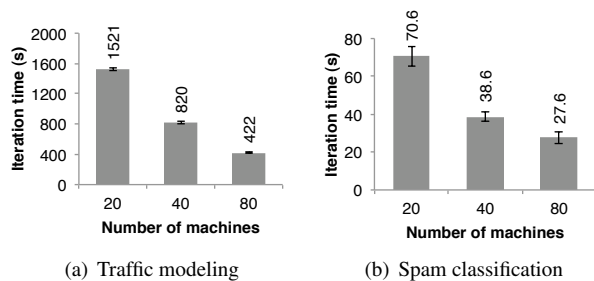 Iteration time (s)
2000
1600
1200
800
400
0
1521
820
422
20 40 80
Number of machines
(a) Traffic modeling
Iteration time (s)
80
60
40
20
0
70.6
38.6
27.6
20 40 80
Number of machines
(b) Spam classification